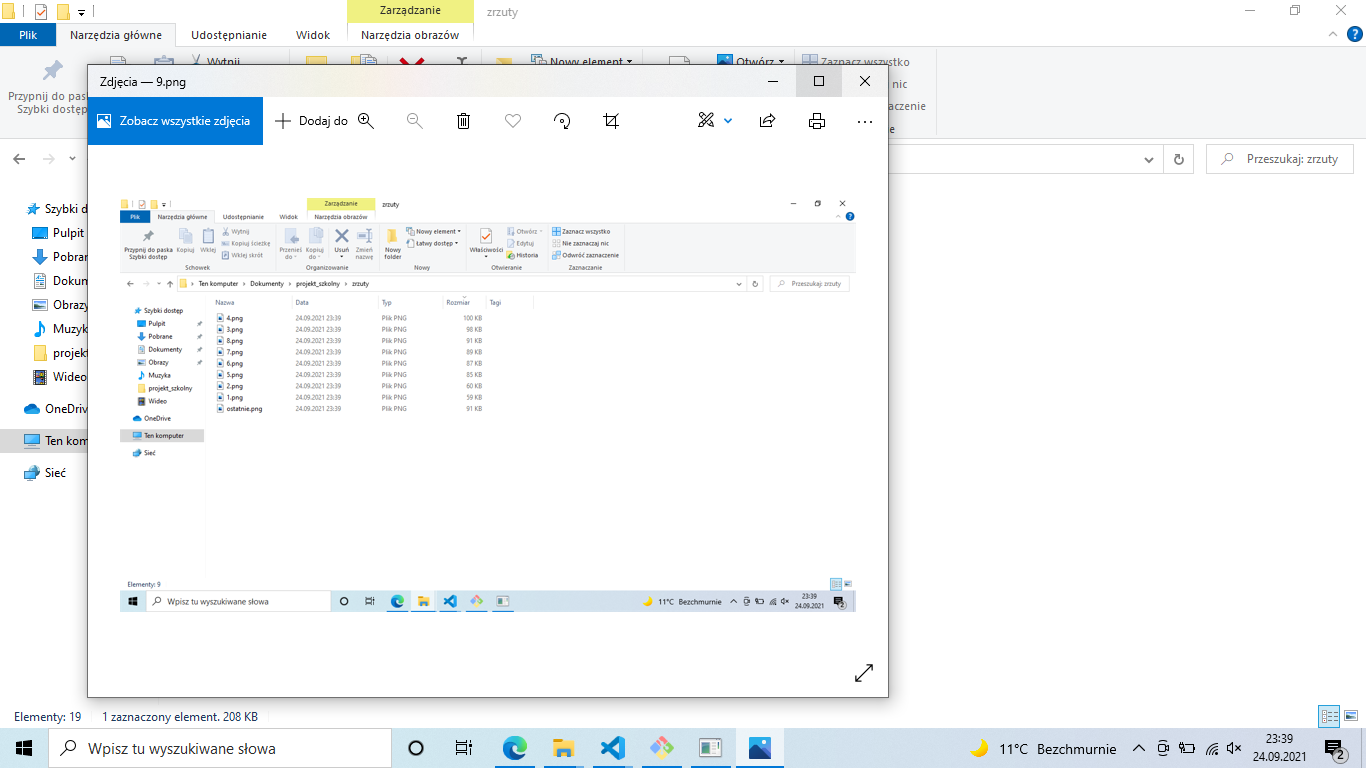 Zarządzanie
zrzuty
Plik
Narzędzia główne
Udostępnianie
Widok
Narzędzia obrazów
Wytnij
Nowy element
Otwórz
Zaznacz wszystko
nic
Przypnij do
Szybki
Zdjęcia — 9.png
Zobacz wszystkie zdjęcia
Dodaj do
Przeszukaj: zrzuty
Szybki
Pulpit
OneDrive
Ten
Sieć
Zarządzanie
zrzuty
Plik
Narzędzia główne
Udostępnianie
Widok
Narzędzia obrazów
Przypnij do paska
Szybki dostęp
Kopiuj
Wklej
Wytnij
Kopiuj ścieżkę
Wklej skrót
Schowek
Przenieś
do
Kopiuj
do
Usuń
Zmień
nazwę
Organizowanie
Nowy
folder
Nowy element
Łatwy dostęp
Nowy
Właściwości
Otwórz
Edytuj
Historia
Otwieranie
Zaznacz wszystko
Nie zaznaczaj nic
Odwróć zaznaczenie
Zaznaczanie
Ten komputer > Dokumenty > projekt_szkolny > zrzuty
Przeszukaj: zrzuty
Nazwa Data Typ Rozmiar Tagi
4.png 24.09.2021 23:39 Plik PNG 100 KB
3.png 24.09.2021 23:39 Plik PNG 98 KB
8.png 24.09.2021 23:39 Plik PNG 91 KB
7.png 24.09.2021 23:39 Plik PNG 89 KB
6.png 24.09.2021 23:39 Plik PNG 87 KB
5.png 24.09.2021 23:39 Plik PNG 85 KB
2.png 24.09.2021 23:39 Plik PNG 60 KB
1.png 24.09.2021 23:39 Plik PNG 59 KB
ostatnie.png 24.09.2021 23:39 Plik PNG 91 KB
Szybki dostęp
Pulpit
Pobrane
Dokumenty
Obrazy
Muzyka
projekt_szkolny
Wideo
OneDrive
Ten komputer
Sieć
Elementy: 9
Wpisz tu wyszukiwane słowa
11°C Bezchmurnie
23:39
24.09.2021
2
Obrazy
Wideo
Elementy: 19
1 zaznaczony element. 208 KB
Wpisz tu wyszukiwane słowa
11°C Bezchmurnie
23:39
24.09.2021
2